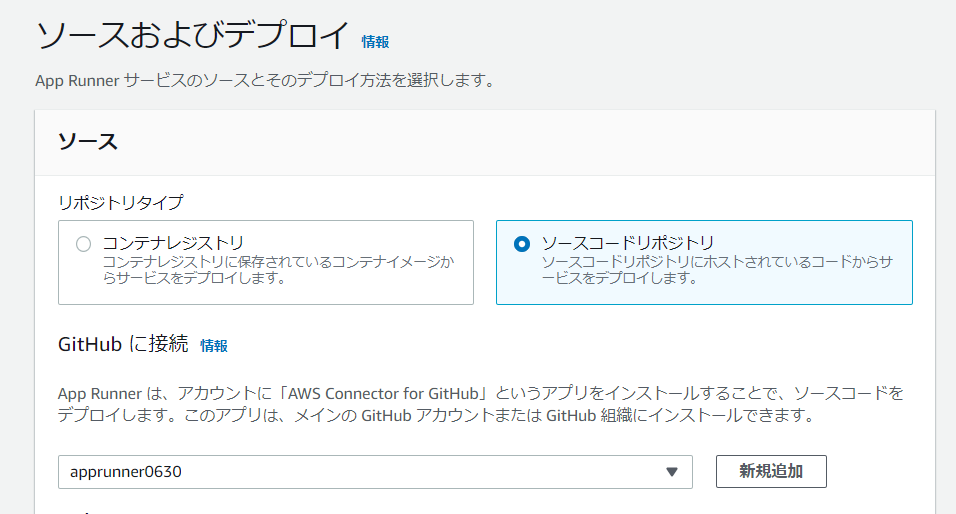 ソースおよびデプロイ 情報
App Runner サービスのソースとそのデプロイ方法を選択します。
ソース
リポジトリタイプ
コンテナレジストリ
コンテナレジストリに保存されているコンテナイメージか
らサービスをデプロイします。
ソースコードリポジトリ
ソースコードリポジトリにホストされているコードからサ
ービスをデプロイします。
GitHub に接続 情報
App Runner は、アカウントに「AWS Connector for GitHub」というアプリをインストールすることで、ソースコードを
デプロイします。このアプリは、メインの GitHub アカウントまたは GitHub 組織にインストールできます。
apprunner0630
新規追加